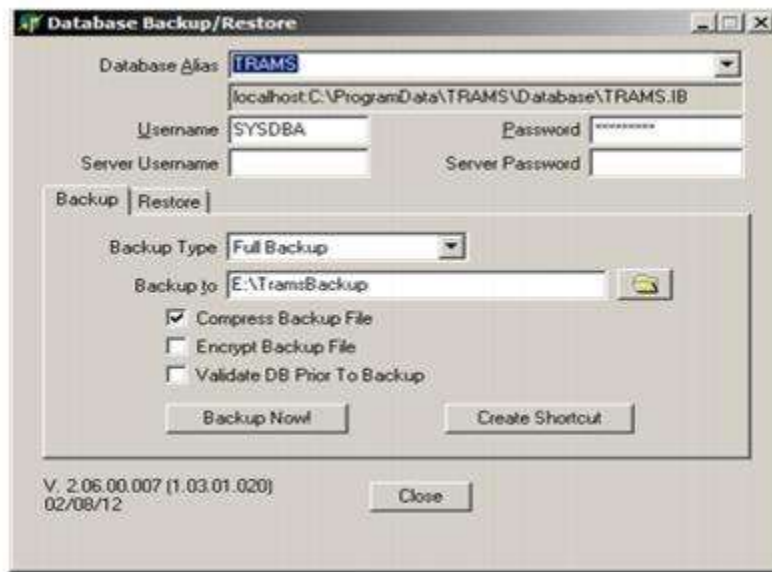 Database Backup/Restore
Database Alias TRAMS
localhost:C:\ProgramData\TRAMS\Database\TRAMS.IB
Username SYSDBA Password *********
Server Username Server Password
Backup Restore
Backup Type Full Backup
Backup to E:\TramsBackup
Compress Backup File
Encrypt Backup File
Validate DB Prior To Backup
Backup Now! Create Shortcut
V. 2.06.00.007 (1.03.01.020)
02/08/12
Close